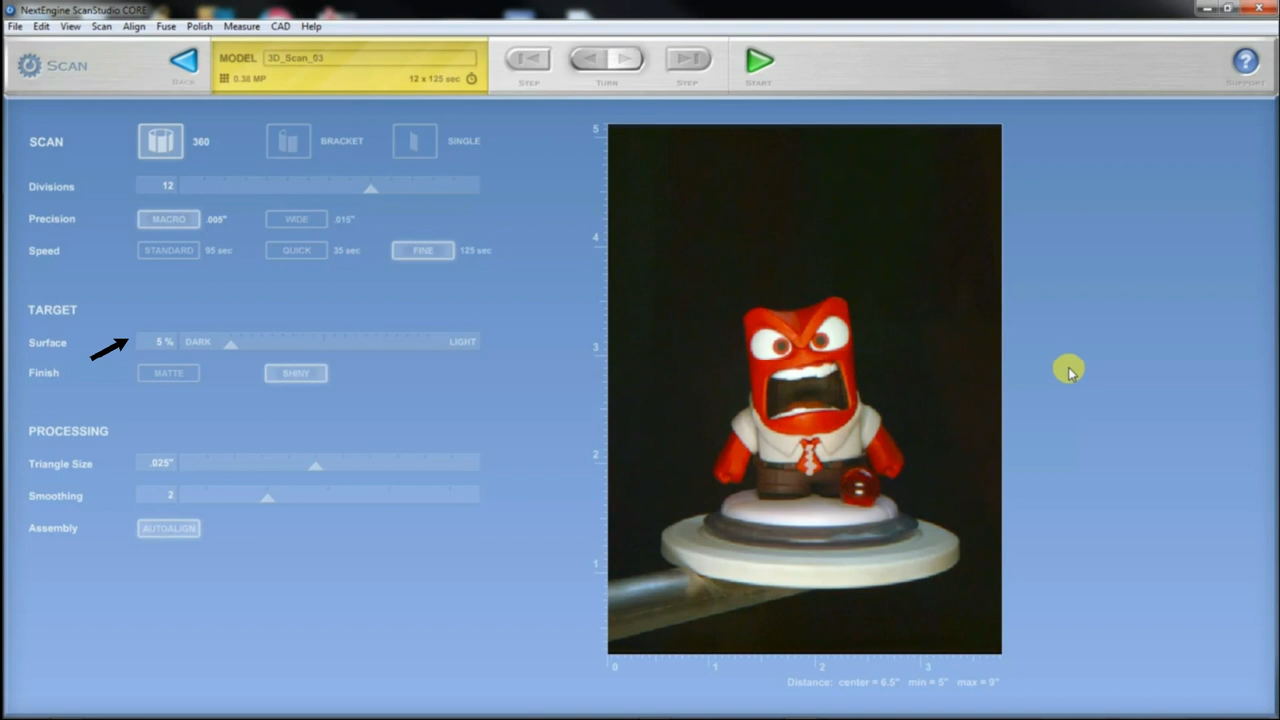 NextEngine ScanStudio CORE
File Edit View Scan Align Fuse Polish Measure CAD Help
SCAN BACK MODEL 3D_Scan_03
0.38 MP 12 x 125 sec
STEP TURN STEP START SUPPORT
SCAN 360 BRACKET SINGLE
Divisions 12
Precision MACRO .005" WIDE .015"
Speed STANDARD 95 sec QUICK 35 sec FINE 125 sec
TARGET
Surface 5 % DARK LIGHT
Finish MATTE SHINY
PROCESSING
Triangle Size .025"
Smoothing 2
Assembly AUTOALIGN
5
4
3
2
1
0 1 2 3
Distance: center = 6.5" min = 5" max = 9"